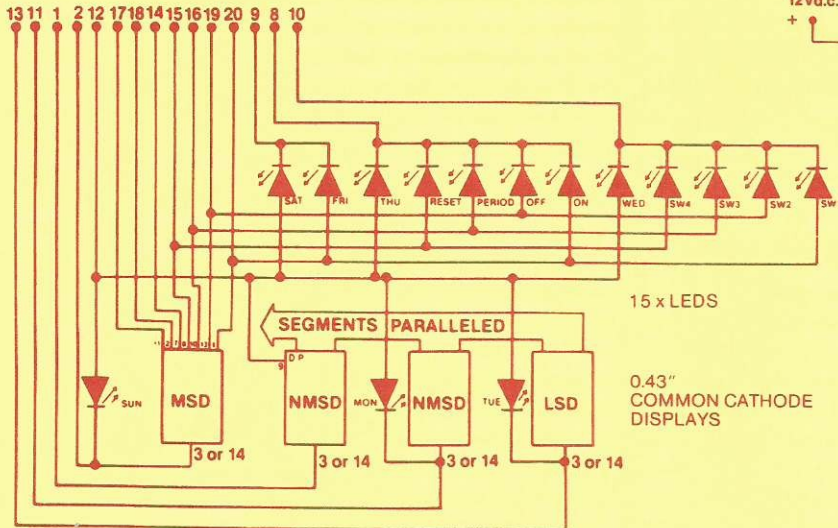 13 11 1 2 12 17 18 14 15 16 19 20 9 8 10
12Vd.c.
+
SAT FRI THU RESET PERIOD OFF ON WED SW4 SW3 SW2 SW
15 x LEDS
SEGMENTS PARALLELED
DP
9
SUN MSD NMSD MON NMSD TUE LSD
0.43"
COMMON CATHODE
DISPLAYS
3 or 14 3 or 14 3 or 14 3 or 14